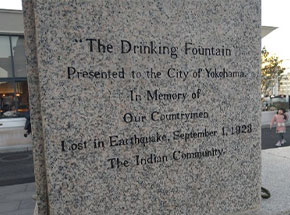 "The Drinking Fountain"
Presented to the City of Yokohama.
In Memory of
Our Countrymen
Lost in Earthquake, September 1, 1923
The Indian Community.